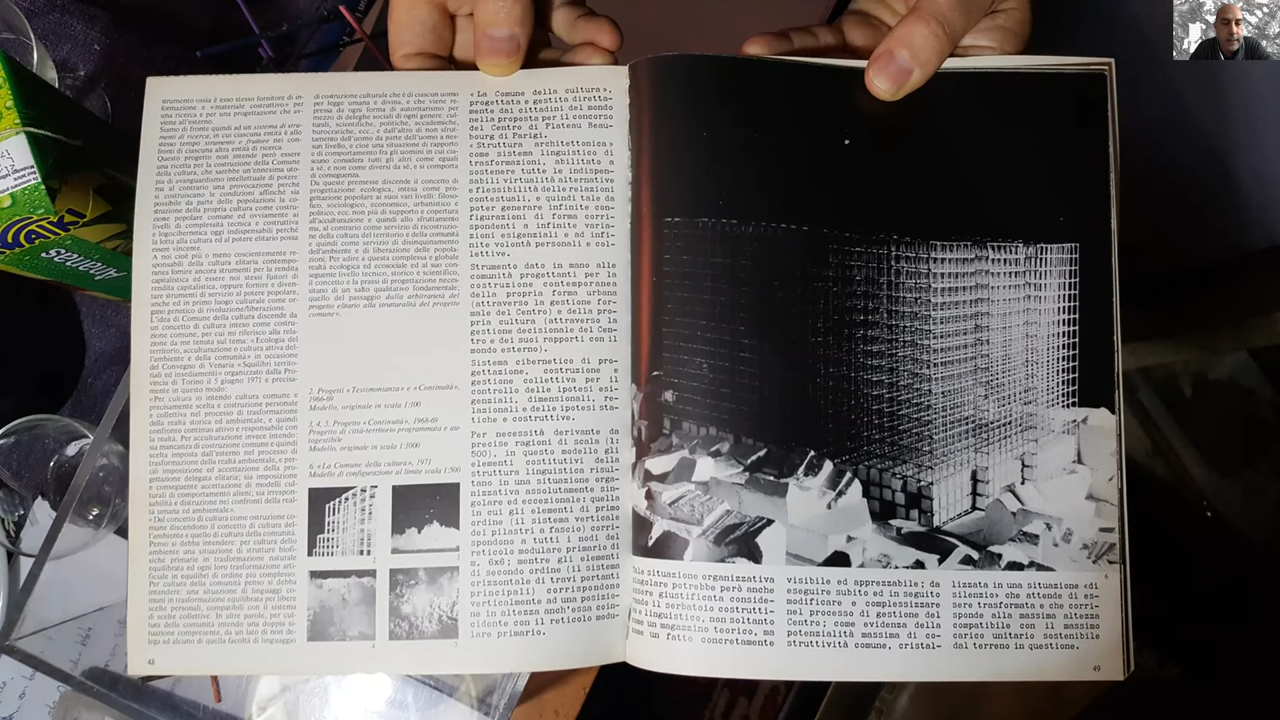 strumento ossia è esso stesso fornitore di in-
formazione e «materiale costruttivo» per
una ricerca e per una progettazione che av-
viene all'esterno.
Siamo di fronte quindi ad un sistema di stru-
menti di ricerca, in cui ciascuna entità è allo
stesso tempo strumento e fruitore nei con-
fronti di ciascuna altra entità di ricerca.
Questo progetto non intende però essere
una ricetta per la costruzione della Comune
della cultura, che sarebbe un'ennesima uto-
pia di avanguardismo intellettuale di potere:
ma al contrario una provocazione perché
si costruiscano le condizioni affinché sia
possibile da parte delle popolazioni la co-
struzione della propria cultura come costru-
zione popolare comune ed ovviamente ai
livelli di complessità tecnica e costruttiva
e logocibernetica oggi indispensabili perché
la lotta alla cultura ed al potere elitario possa
essere vincente.
A noi cioè più o meno coscientemente re-
sponsabili della cultura elitaria contempo-
ranea fornire ancora strumenti per la rendita
capitalistica ed essere noi stessi fuitori di
rendita capitalistica, oppure fornire e diven-
tare strumenti di servizio al potere popolare,
anche ed in primo luogo culturale come or-
gano genetico di rivoluzione/liberazione.
L'idea di Comune della cultura discende da
un concetto di cultura inteso come costru-
zione comune, per cui mi riferisco alla rela-
zione da me tenuta sul tema: «Ecologia del
territorio, acculturazione o cultura attiva del-
l'ambiente e della comunità» in occasione
del Convegno di Venaria «Squilibri territo-
riali ed insediamenti» organizzato dalla Pro-
vincia di Torino il 5 giugno 1971 e precisa-
mente in questo modo:
«Per cultura io intendo cultura comune e
precisamente scelta e costruzione personale
e collettiva nel processo di trasformazione
della realtà storica ed ambientale, e quindi
confronto continuo attivo e responsabile con
la realtà. Per acculturazione invece intendo:
sia mancanza di costruzione comune e quindi
scelta imposta dall'esterno nel processo di
trasformazione della realtà ambientale, e per-
ciò imposizione ed accettazione della pro-
gettazione delegata elitaria; sia imposizione
e conseguente accettazione di modelli cul-
turali di comportamento alieni; sia irrespon-
sabilità e distruzione nei confronti della real-
tà umana ed ambientale».
«Dal concetto di cultura come ostruzione co-
mune discendono il concetto di cultura del-
l'ambiente e quello di cultura della comunità.
Penso si debba intendere: per cultura dello
ambiente una situazione di strutture biofi-
siche primarie in trasformazione naturale
equilibrata ed ogni loro trasformazione arti-
ficiale in equilibri di ordine più complesso.
Per cultura della comunità penso si debba
intendere: una situazione di linguaggi co-
muni in trasformazione equilibrata per libere
scelte personali, compatibili con il sistema
di scelte collettive. In altre parole, per cul-
tura della comunità intendo una doppia si-
tuazione compresente, da un lato di non de-
lega ad alcuno di quella facoltà di linguaggio
di costruzione culturale che è di ciascun uomo
per legge umana e divina, e che viene re-
pressa da ogni forma di autoritarismo per
mezzo di deleghe sociali di ogni genere: cul-
turali, scientifiche, politiche, accademiche,
burocratiche, ecc., e dall'altro di non sfrut-
tamento dell'uomo da parte dell'uomo a nes-
sun livello, e cioè una situazione di rapporto
e di comportamento fra gli uomini in cui cia-
scuno considera tutti gli altri come eguali
a sè, e non come diversi da sè, e si comporta
di conseguenza.
Da queste premesse discende il concetto di
progettazione ecologica, intesa come pro-
gettazione popolare ai suoi vari livelli: filoso-
fico, sociologico, economico, urbanistico e
politico, ecc. non più di supporto e copertura
all'acculturazione e quindi allo sfruttamento
ma, al contrario come servizio di ricostruzio-
ne della cultura del territorio e della comunità
e quindi come servizio di disinquinamento
dell'ambiente e di liberazione delle popola-
zioni. Per adire a questa complessa e globale
realtà ecologica ed ecosociale ed al suo con-
seguente livello tecnico, storico e scientifico,
il concetto e la prassi di progettazione neces-
sitano di un salto qualitativo fondamentale:
quello del passaggio dalla arbitrarietà del
progetto elitario alla strutturalità del progetto
comune».
2. Progetti «Testimonianza» e «Continuità»,
1966-69
Modello, originale in scala 1:100
3, 4, 5. Progetto «Continuità», 1968-69
Progetto di città-territorio programmata e au-
togestibile
Modello, originale in scala 1:1000
6. «La Comune della cultura», 1971
Modello di configurazione al limite scala 1:500
2
4
5
48
«La Comune della cultura»,
progettata e gestita diretta-
mente dai cittadini del mondo
nella proposta per il concorso
del Centro di Plateau Beau-
bourg di Parigi.
«Struttura architettonica»
come sistema linguistico di
trasformazioni, abilitato a
sostenere tutte le indispen-
sabili virtualità alternative
e flessibilità delle relazioni
contestuali, e quindi tale da
poter generare infinite con-
figurazioni di forma corri-
spondenti a infinite varia-
zioni esigenziali e ad infi-
nite volontà personali e col-
lettive.
Strumento dato in mano alle
comunità progettanti per la
costruzione contemporanea
della propria forma urbana
(attraverso la gestione for-
male del Centro) e della pro-
pria cultura (attraverso la
gestione decisionale del Cen-
tro e dei suoi rapporti con il
mondo esterno).
Sistema cibernetico di pro-
gettazione, costruzione e
gestione collettiva per il
controllo delle ipotesi esi-
genziali, dimensionali, re-
lazionali e delle ipotesi sta-
tiche e costruttive.
Per necessità derivante da
precise ragioni di scala (1:
500), in questo modello gli
elementi costitutivi della
struttura linguistica risul-
tano in una situazione orga-
nizzativa assolutamente sin-
golare ed eccezionale: quella
in cui gli elementi di primo
ordine (il sistema verticale
dei pilastri a fascio) corri-
spondono a tutti i nodi del
reticolo modulare primario di
m. 6x6; mentre gli elementi
di secondo ordine (il sistema
orizzontale di travi portanti
principali) corrispondono
verticalmente ad una posizio-
ne in altezza anch'essa coin-
cidente con il reticolo modu-
lare primario.
6
Tale situazione organizzativa
singolare potrebbe però anche
essere giustificata conside-
rando il serbatoio costrutti-
vo e linguistico, non soltanto
come un magazzino teorico, ma
come un fatto concretamente
visibile ed apprezzabile; da
eseguire subito ed in seguito
modificare e complessizzare
nel processo di gestione del
Centro; come evidenza della
potenzialità massima di co-
struttività comune, cristal-
lizzata in una situazione «di
silenzio» che attende di es-
sere trasformata e che corri-
sponde alla massima altezza
compatibile con il massimo
carico unitario sostenibile
dal terreno in questione.
49
Ananas